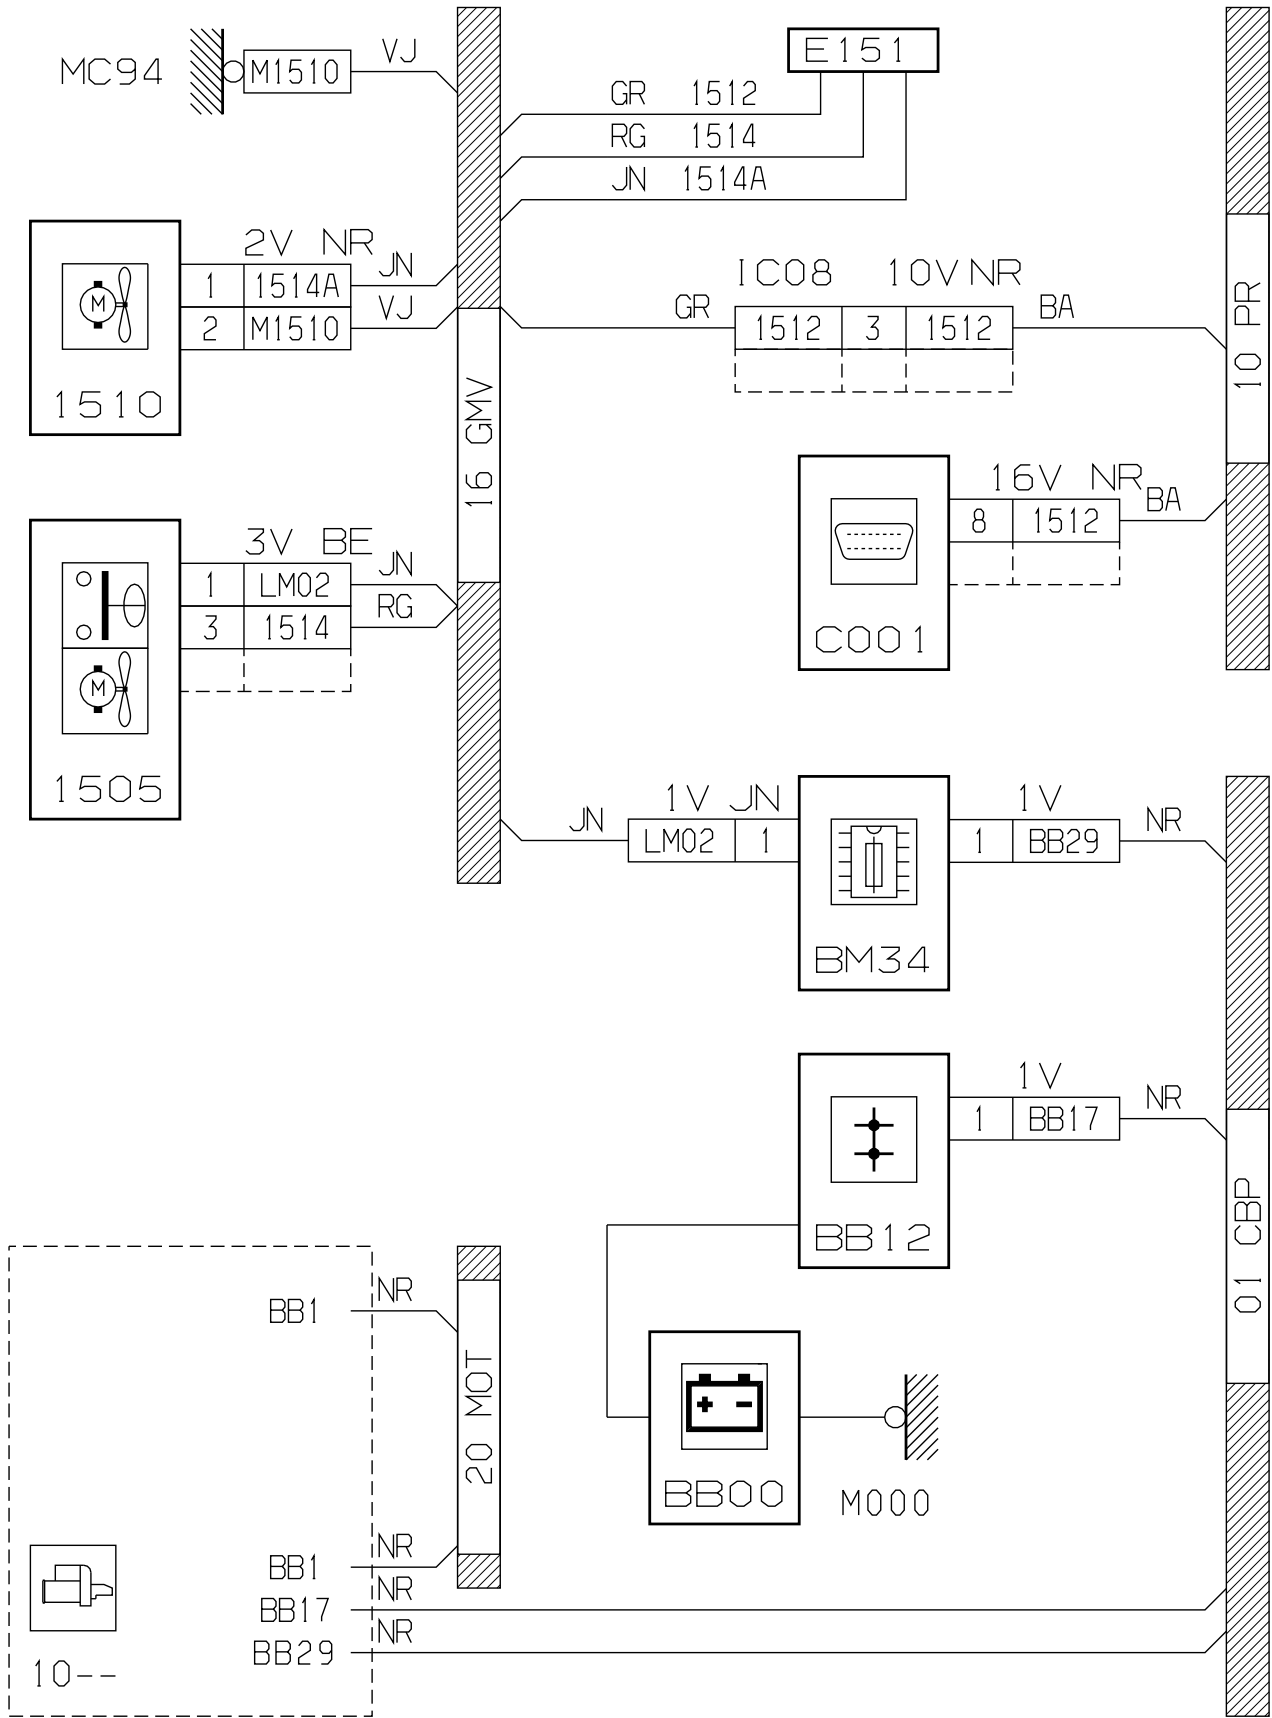 MC94 M1510 VJ
E151
GR 1512
RG 1514
JN 1514A
2V NR
1 1514A JN
2 M1510 VJ
1510
IC08 10V NR
GR 1512 3 1512 BA
10 PR
16 GMV
16V NR
8 1512 BA
C001
3V BE
1 LM02 JN
3 1514 RG
1505
1V JN
JN LM02 1
1V
1 BB29 NR
BM34
1V
1 BB17 NR
BB12
01 CBP
BB1 NR
20 MOT
BB00
M000
BB1 NR
BB17 NR
BB29 NR
10--
M
M